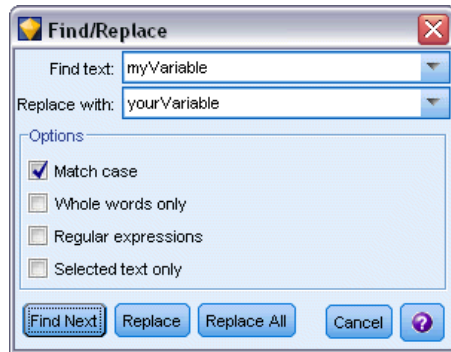 Find/Replace
Find text: myVariable
Replace with: yourVariable
Options
Match case
Whole words only
Regular expressions
Selected text only
Find Next Replace Replace All Cancel ?